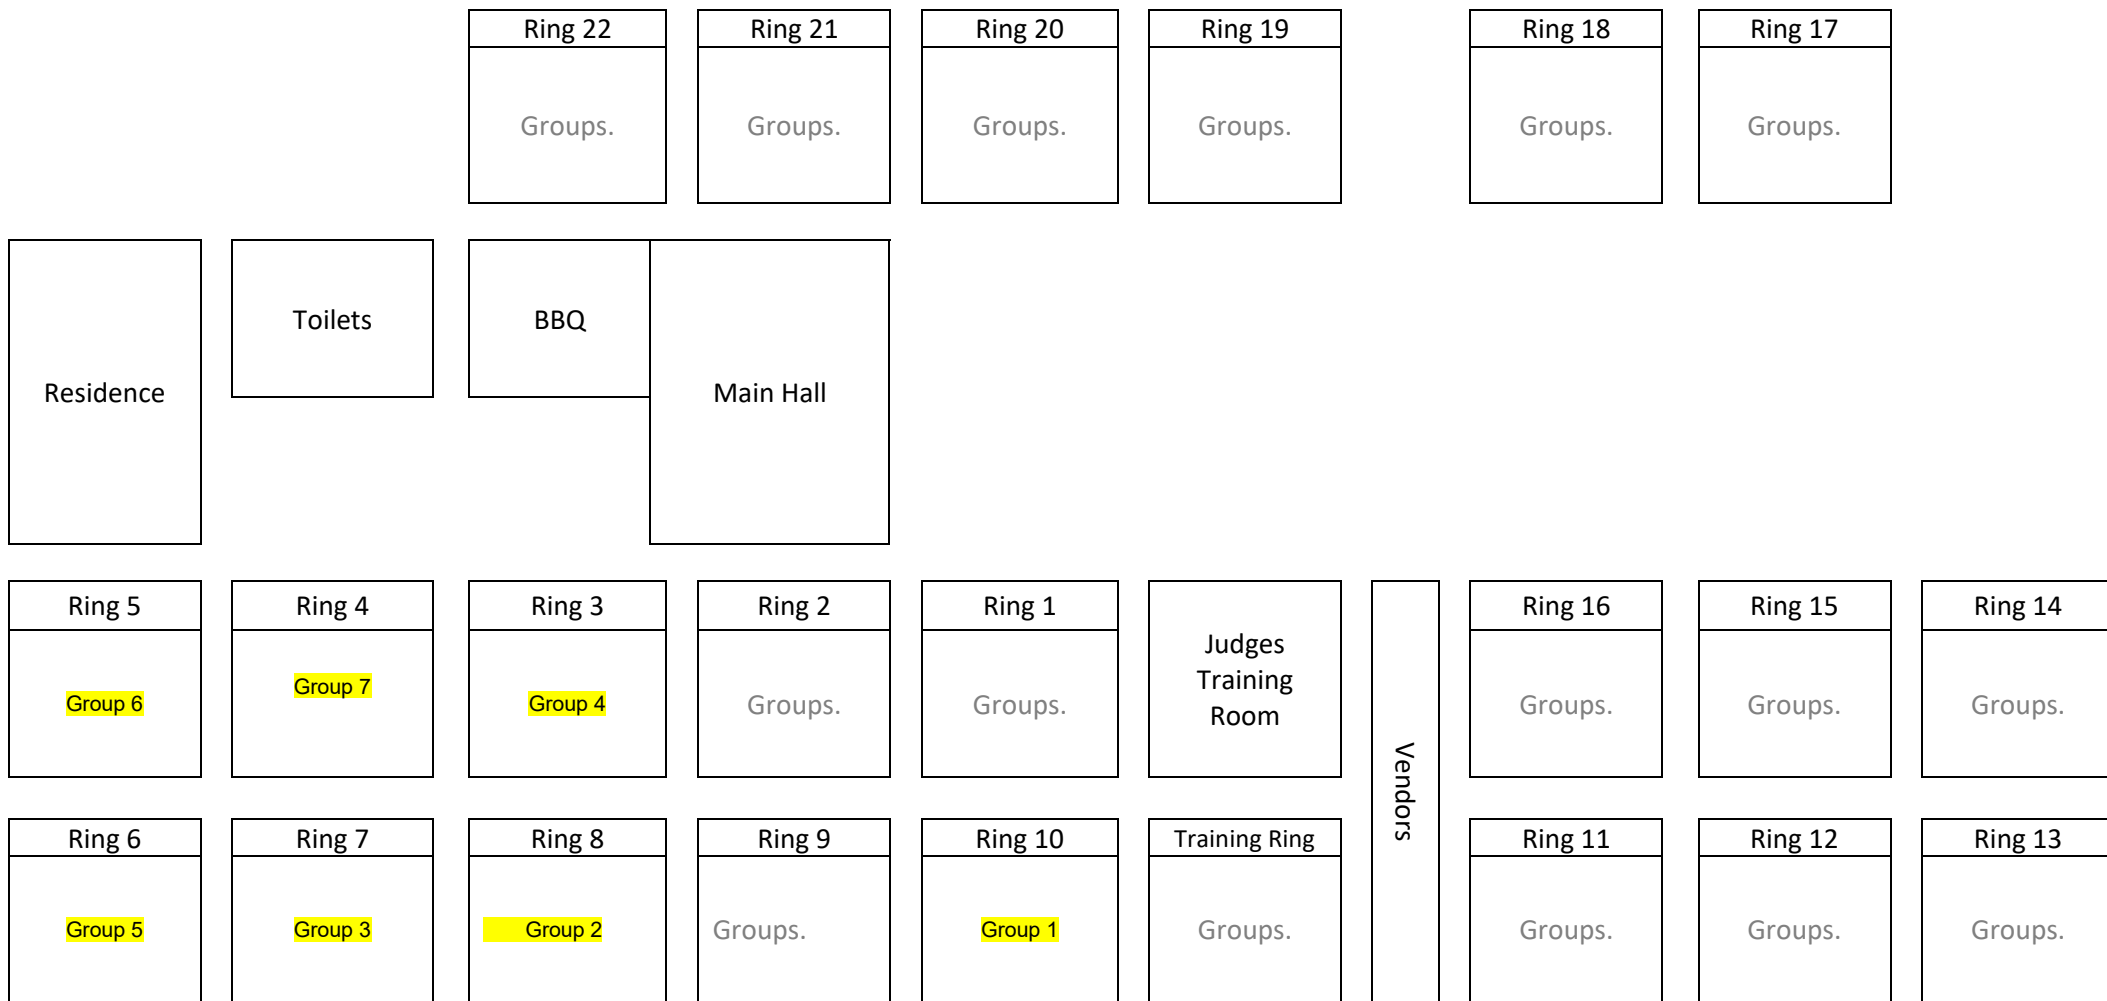 Ring 22
Ring 21
Ring 20
Ring 19
Ring 18
Ring 17
Groups.
Groups.
Groups.
Groups.
Groups.
Groups.
Residence
Toilets
BBQ
Main Hall
Ring 5
Ring 4
Ring 3
Ring 2
Ring 1
Judges
Training
Room
Vendors
Ring 16
Ring 15
Ring 14
Group 6
Group 7
Group 4
Groups.
Groups.
Groups.
Groups.
Groups.
Ring 6
Ring 7
Ring 8
Ring 9
Ring 10
Training Ring
Ring 11
Ring 12
Ring 13
Group 5
Group 3
Group 2
Groups.
Group 1
Groups.
Groups.
Groups.
Groups.